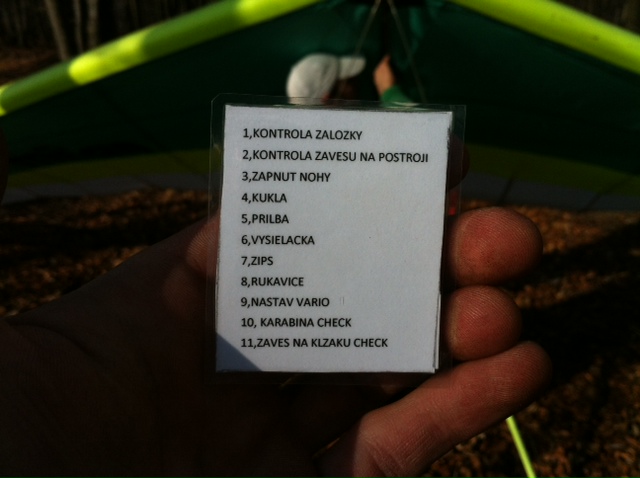 1,KONTROLA ZALOZKY
2,KONTROLA ZAVESU NA POSTROJI
3,ZAPNUT NOHY
4,KUKLA
5,PRILBA
6,VYSIELACKA
7,ZIPS
8,RUKAVICE
9,NASTAV VARIO
10, KARABINA CHECK
11,ZAVES NA KLZAKU CHECK